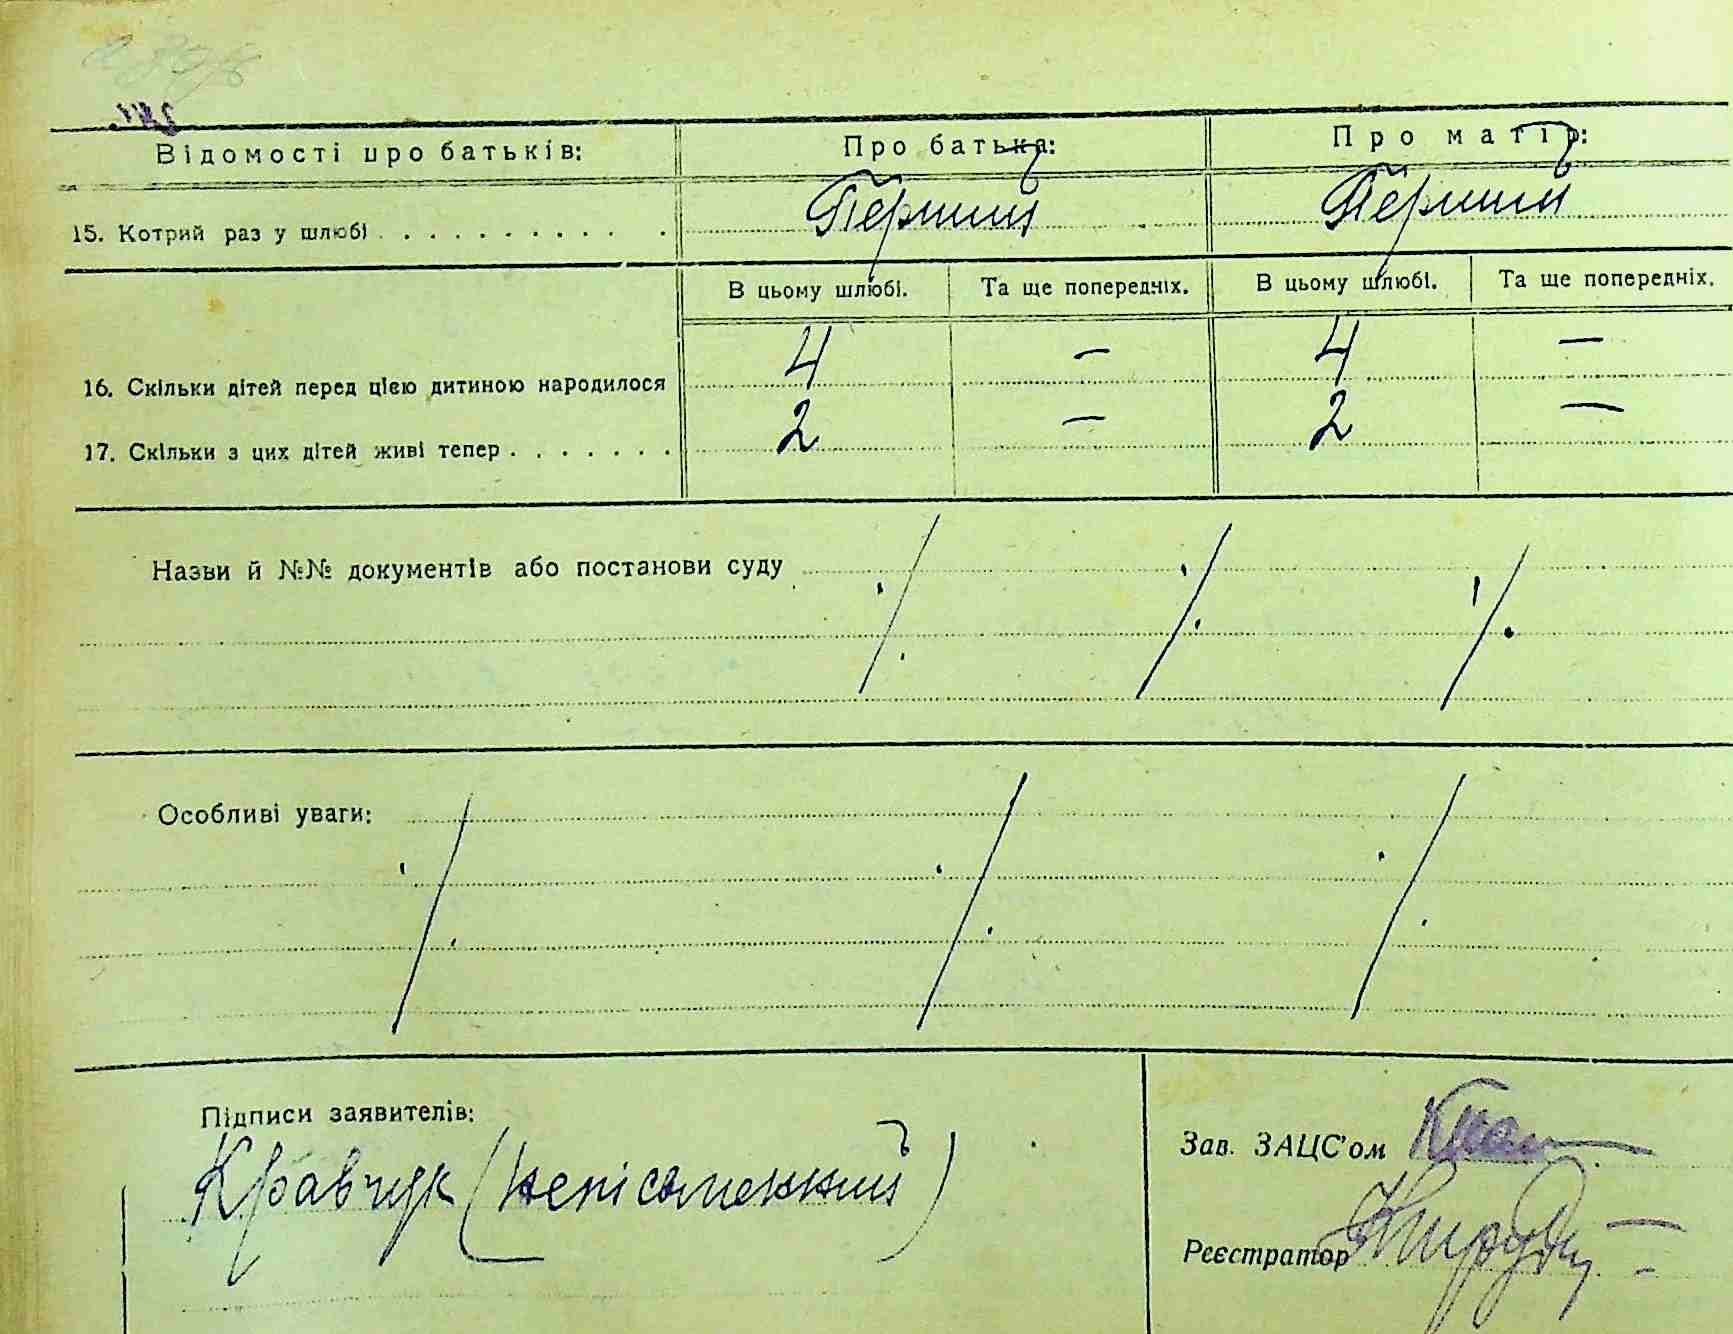 Відомості про батьків:
Про батька:
Про матір:
15. Котрий раз у шлюбі
Перший
Перший
В цьому шлюбі.
Та ще попередніх.
В цьому шлюбі.
Та ще попередніх.
16. Скільки дітей перед цією дитиною народилося
4
—
4
—
17. Скільки з цих дітей живі тепер
2
—
2
—
Назви й №№ документів або постанови суду
Особливі уваги:
Підписи заявителів:
Кравчук (неписьменний)
Зав. ЗАЦС'ом
Реєстратор